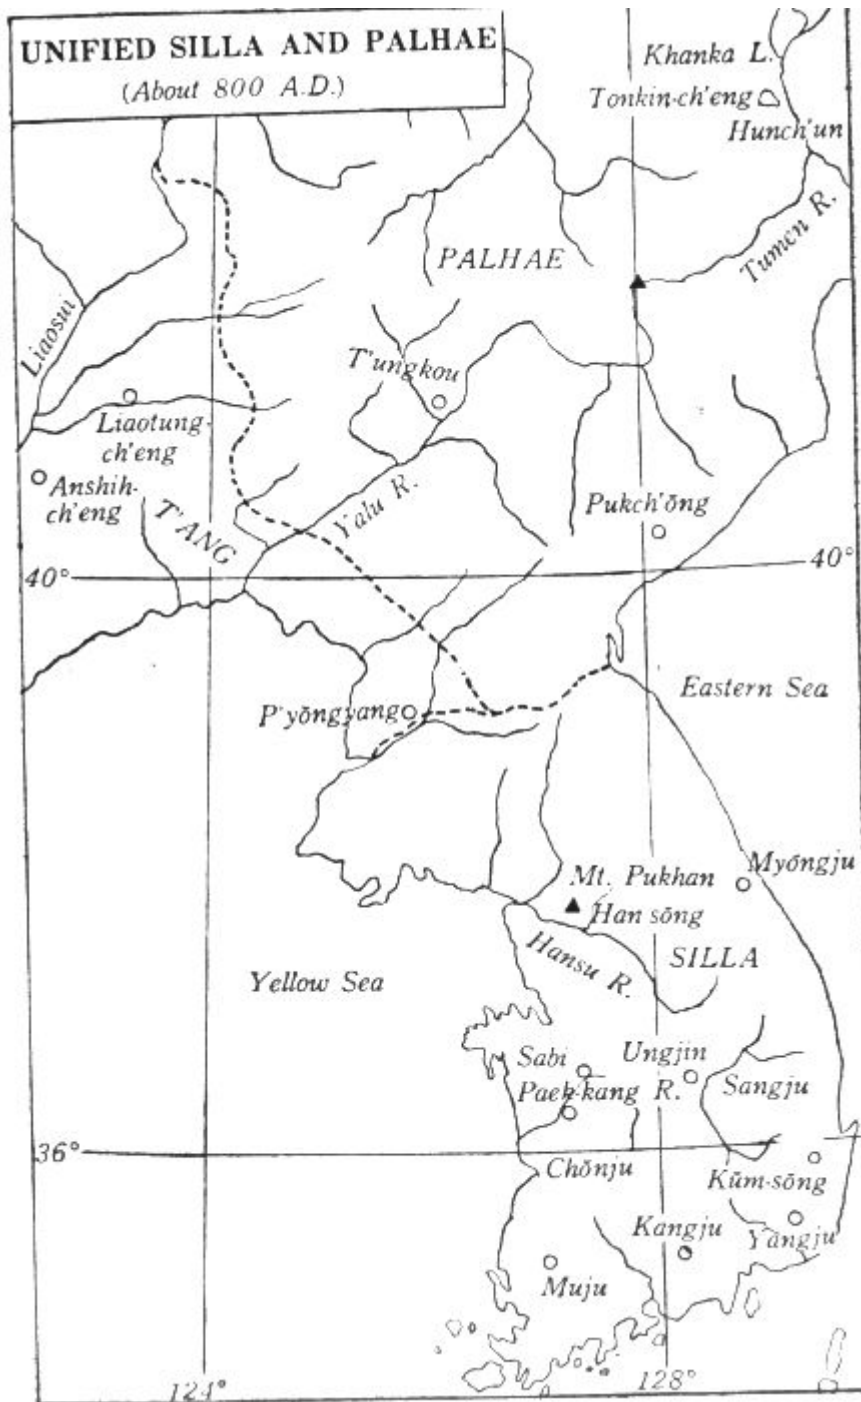 UNIFIED SILLA AND PALHAE
(About 800 A.D.)
Khanka L.
Tonkin-ch'eng
Hunch'un
Tumen R.
PALHAE
Liaosui
T'ungkou
Liaotung-
ch'eng
Anshih-
ch'eng
T'ANG
Yalu R.
Pukch'ŏng
40°
40°
Eastern Sea
P'yŏngyang
Myŏngju
Mt. Pukhan
Han sŏng
Hansu R.
SILLA
Yellow Sea
Sabi
Ungjin
Paek-kang R.
Sangju
36°
Chŏnju
Kŭm-sŏng
Kangju
Yangju
Muju
124°
128°